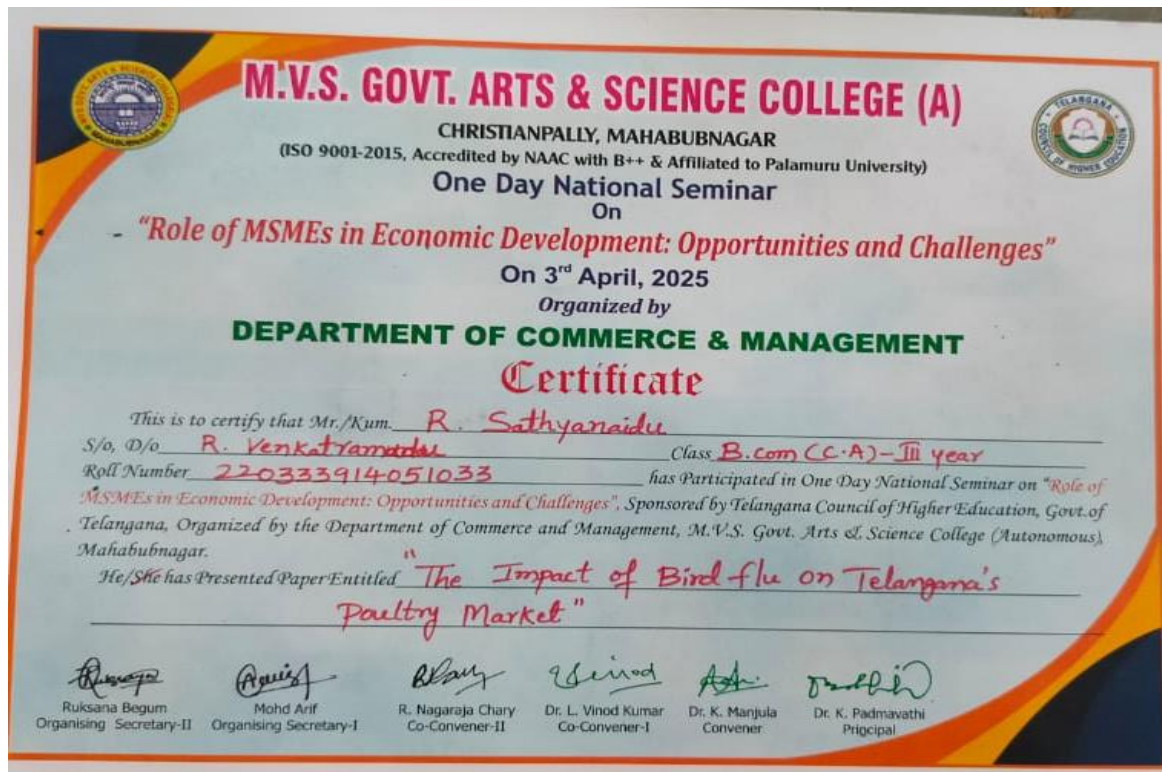 M.V.S. GOVT. ARTS & SCIENCE COLLEGE (A)
CHRISTIANPALLY, MAHABUBNAGAR
(ISO 9001-2015, Accredited by NAAC with B++ & Affiliated to Palamuru University)
One Day National Seminar
On
"Role of MSMEs in Economic Development: Opportunities and Challenges"
On 3rd April, 2025
Organized by
DEPARTMENT OF COMMERCE & MANAGEMENT
Certificate
This is to certify that Mr./Kum. R. Sathyanaidu
S/o, D/o R. Class B.com (C.A)-III year
Roll Number 220333914051033 has Participated in One Day National Seminar on "Role of
MSMEs in Economic Development: Opportunities and Challenges", Sponsored by Telangana Council of Higher Education, Govt.of
Telangana, Organized by the Department of Commerce and Management, M.V.S. Govt. Arts & Science College (Autonomous),
Mahabubnagar.
He/She has Presented Paper Entitled "The Impact of Bird flu on Telangana's
Poultry Market"
Ruksana Begum Mohd Arif R. Nagaraja Chary Dr. L. Vinod Kumar Dr. K. Manjula Dr. K. Padmavathi
Organising Secretary-II Organising Secretary-I Co-Convener-II Co-Convener-I Convener Principal
TELANGANA COUNCIL OF HIGHER EDUCATION